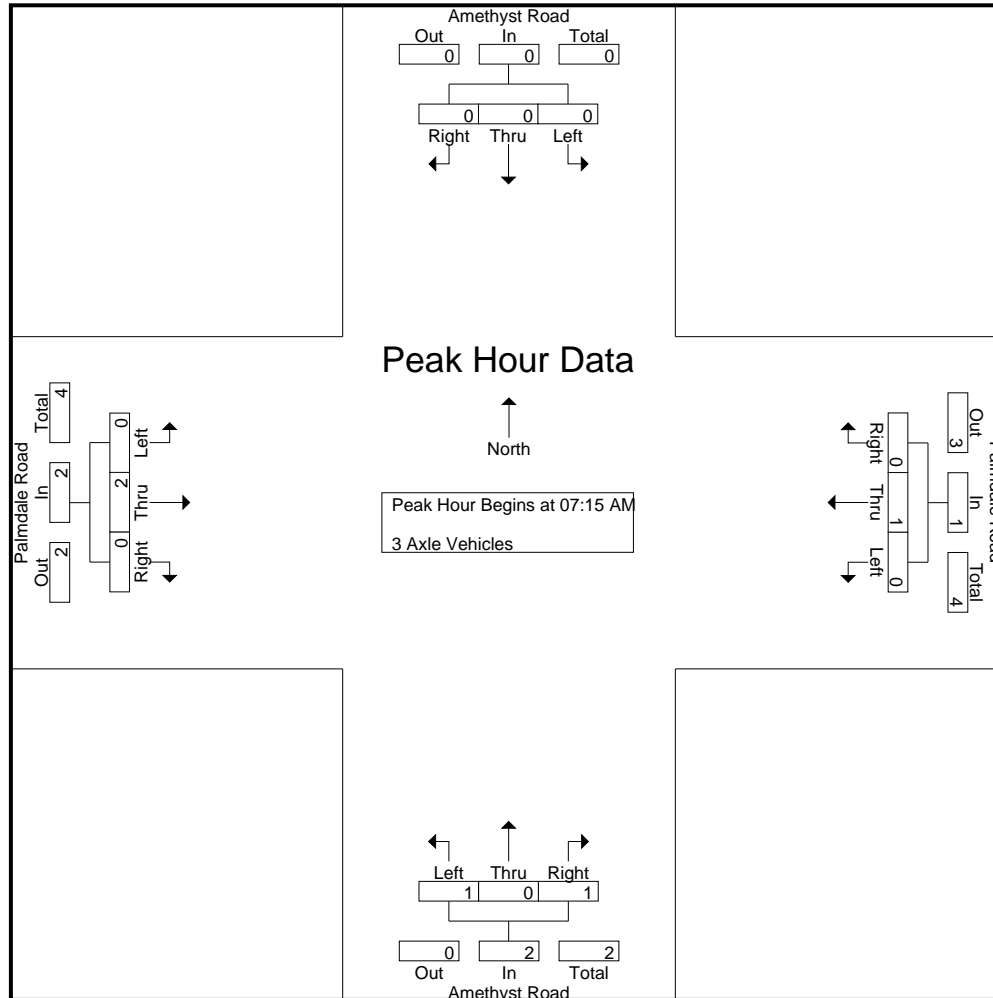 Amethyst Road
Out In Total
0 0 0
0 0 0
Right Thru Left
Peak Hour Data
North
Peak Hour Begins at 07:15 AM
3 Axle Vehicles
Palmdale Road
Out In Total
2 2 4
Right Thru Left
0 2 0
Out In Total
3 1 4
Right Thru Left
0 1 0
Left Thru Right
1 0 1
0 2 2
Out In Total
Amethyst Road